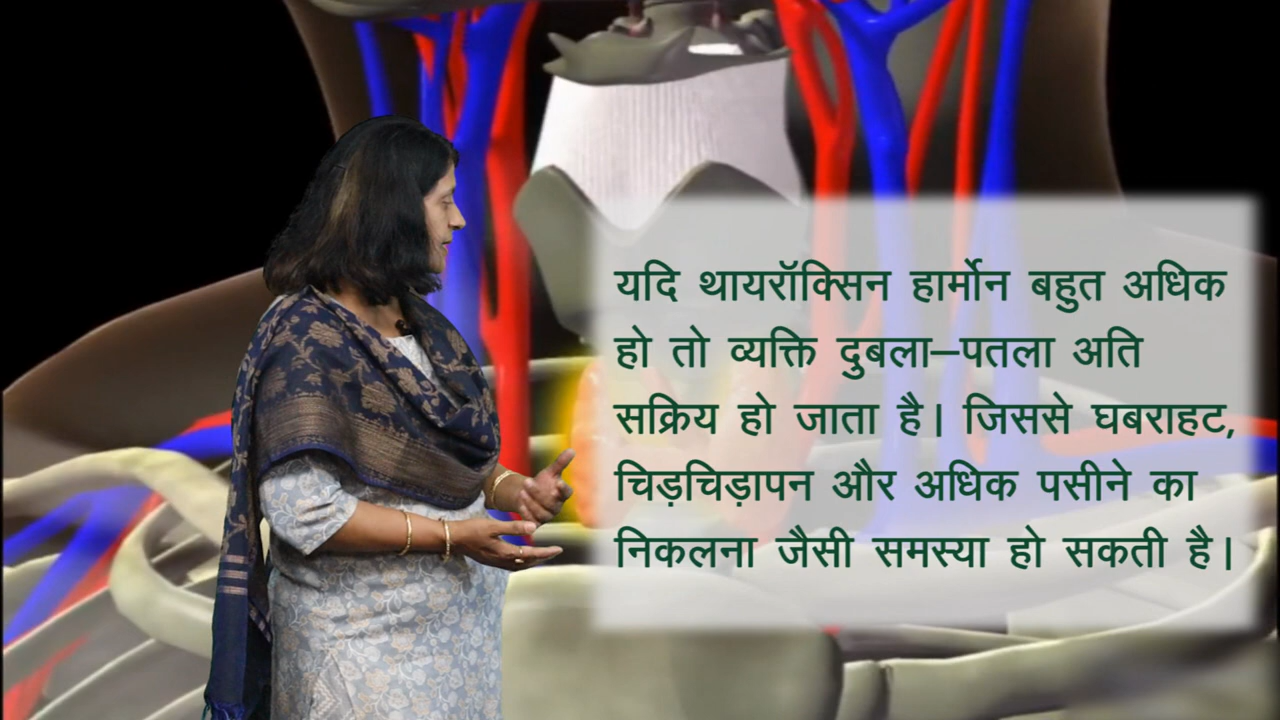 यदि थायरॉक्सिन हार्मोन बहुत अधिक
हो तो व्यक्ति दुबला–पतला अति
सक्रिय हो जाता है। जिससे घबराहट,
चिड़चिड़ापन और अधिक पसीने का
निकलना जैसी समस्या हो सकती है।